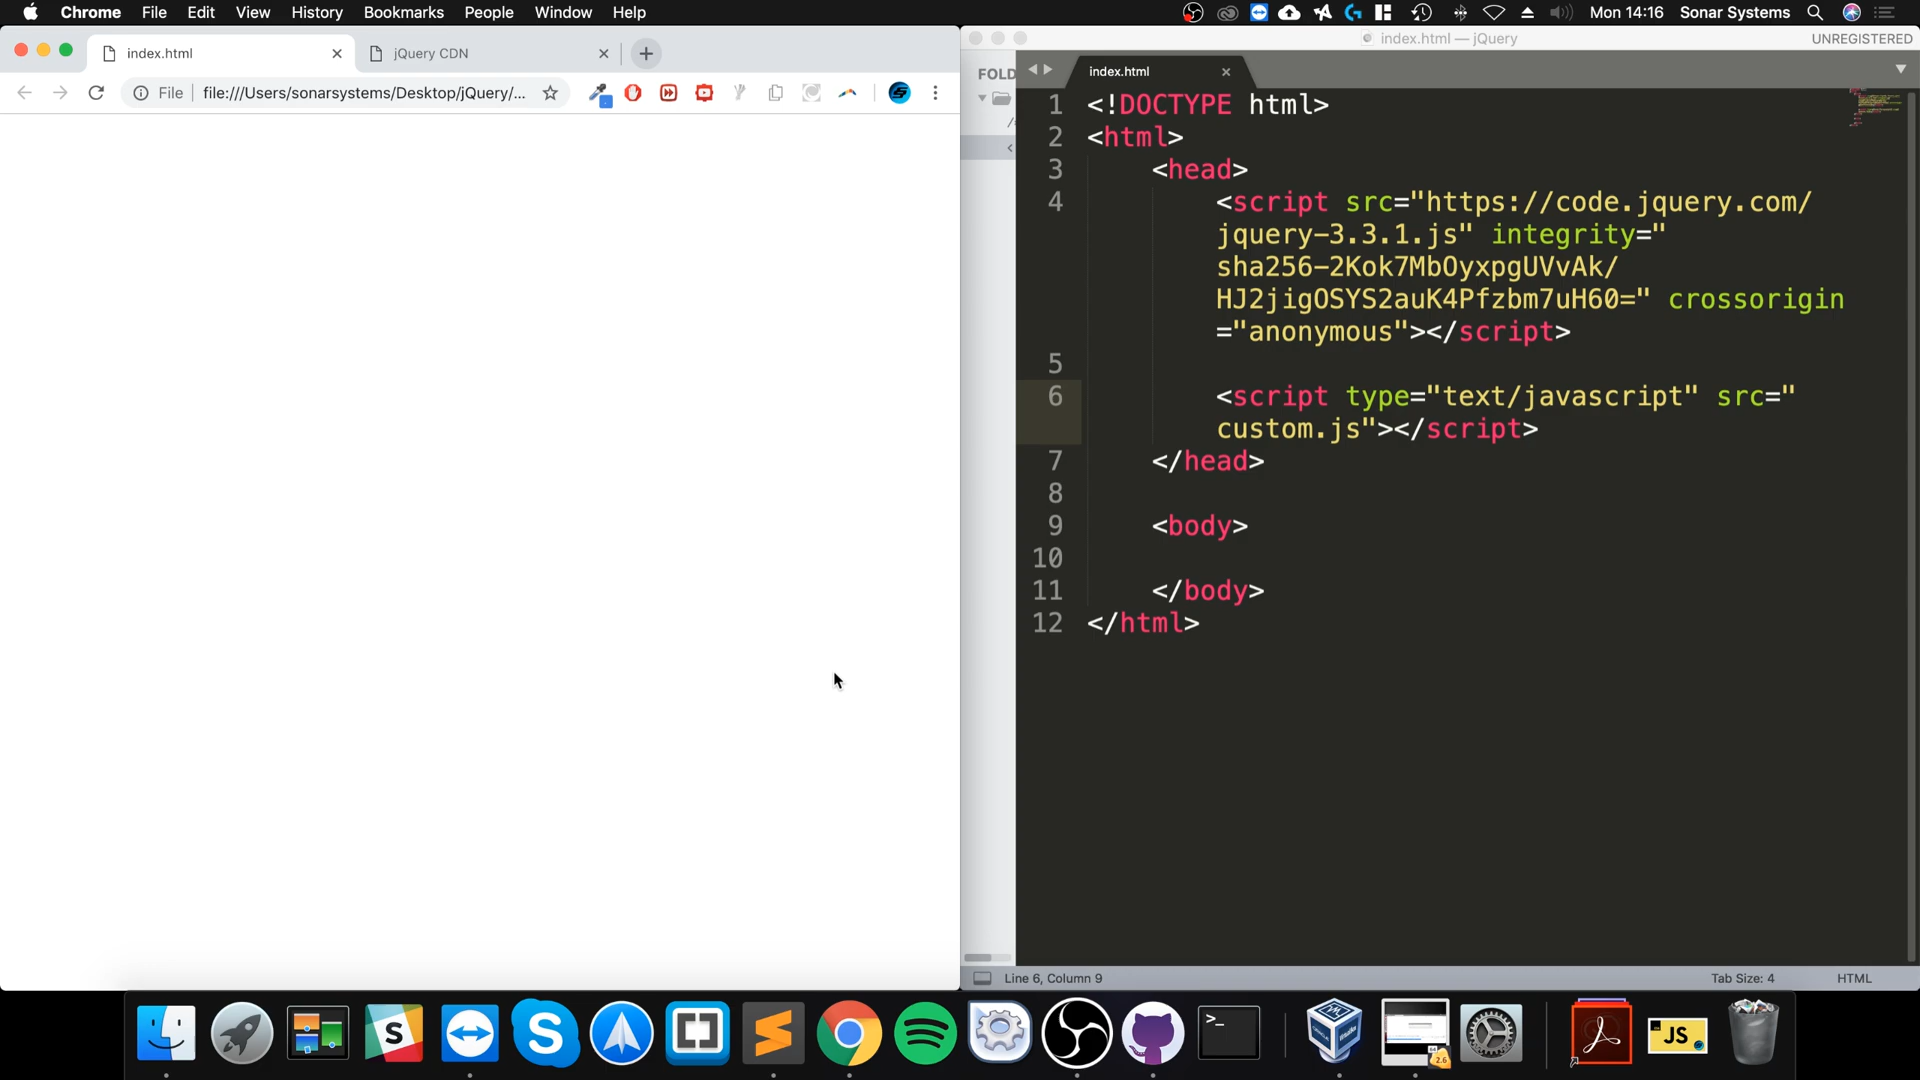 Chrome File Edit View History Bookmarks People Window Help
Mon 14:16 Sonar Systems
index.html
jQuery CDN
index.html — jQuery
UNREGISTERED
File
file:///Users/sonarsystems/Desktop/jQuery/...
FOLD
index.html
1 <!DOCTYPE html>
2 <html>
3 <head>
4 <script src="https://code.jquery.com/
jquery-3.3.1.js" integrity="
sha256-2Kok7MbOyxpgUVvAk/
HJ2jigOSYS2auK4Pfzbm7uH60=" crossorigin
="anonymous"></script>
5
6 <script type="text/javascript" src="
custom.js"></script>
7 </head>
8
9 <body>
10
11 </body>
12 </html>
Line 6, Column 9
Tab Size: 4
HTML
JS